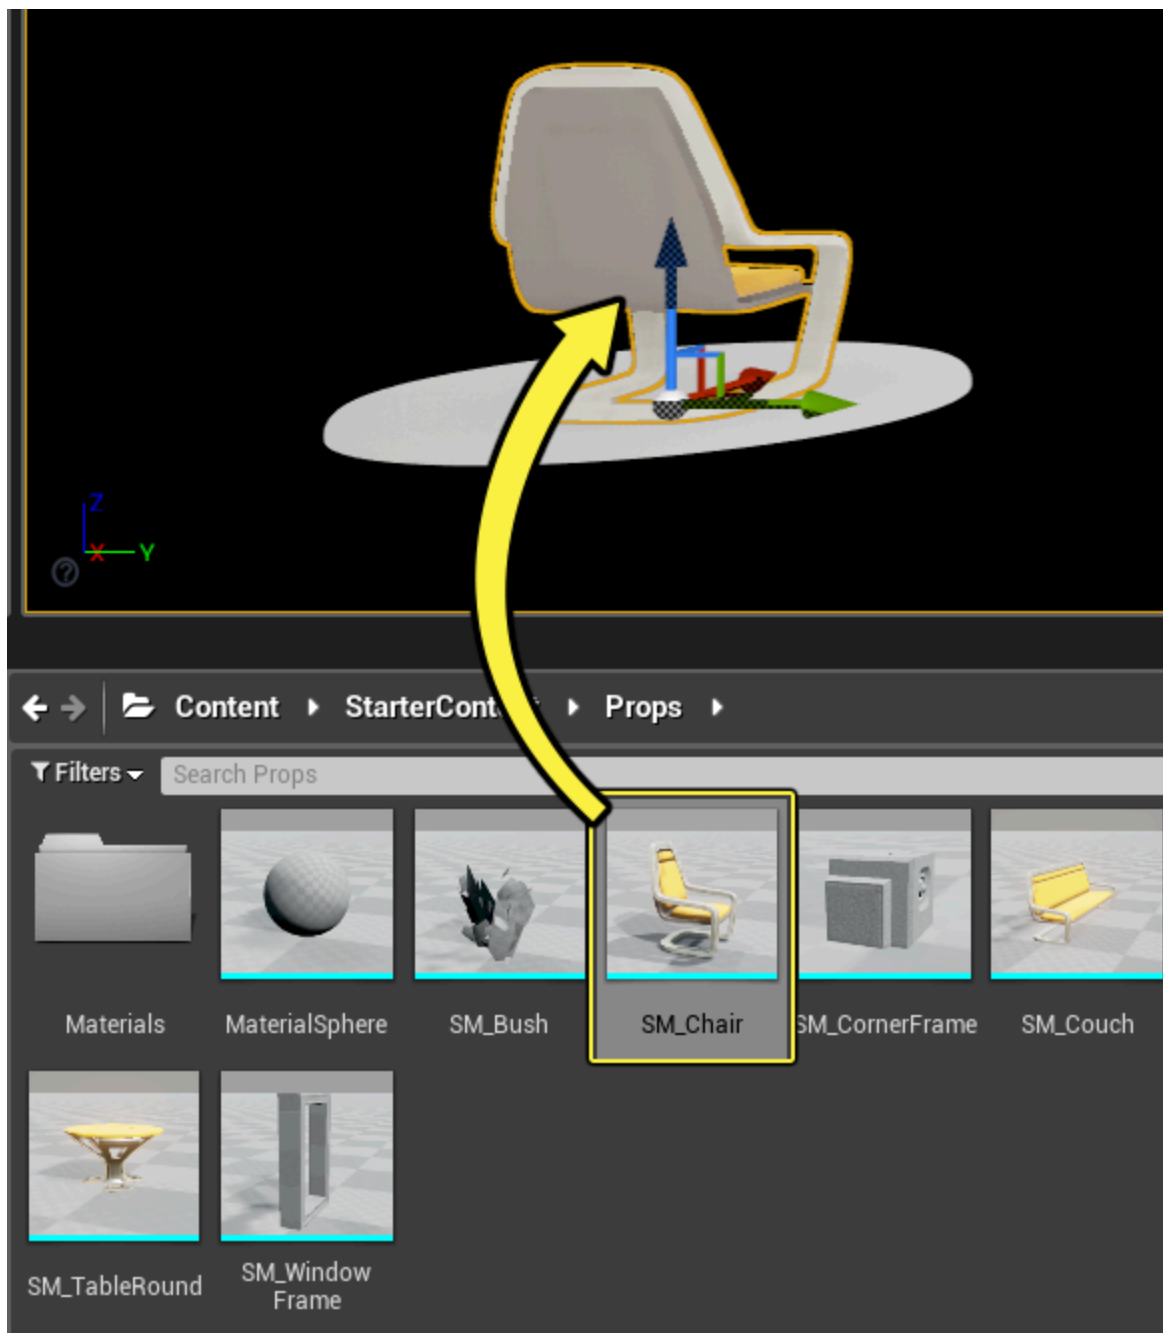 Z
X Y
?
Content StarterCont Props
Filters Search Props
Materials MaterialSphere SM_Bush SM_Chair SM_CornerFrame SM_Couch
SM_TableRound SM_Window
Frame